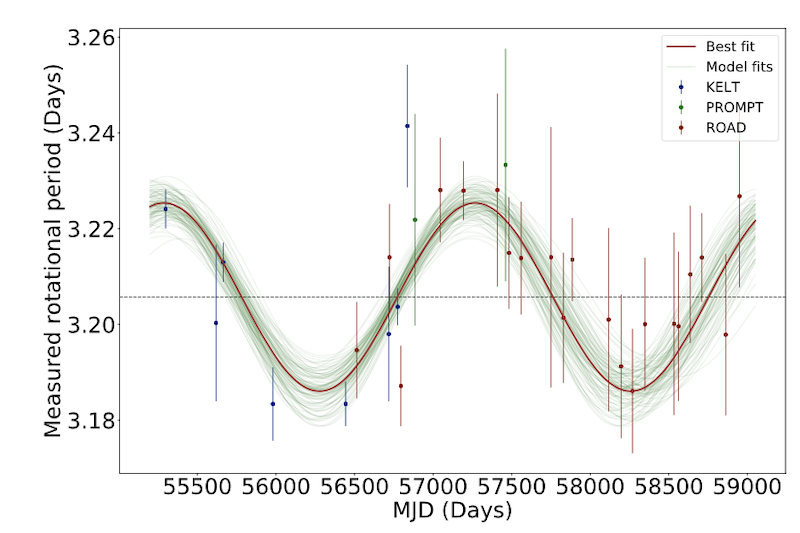 Measured rotational period (Days)
3.26
3.24
3.22
3.20
3.18
Best fit
Model fits
KELT
PROMPT
ROAD
55500 56000 56500 57000 57500 58000 58500 59000
MJD (Days)